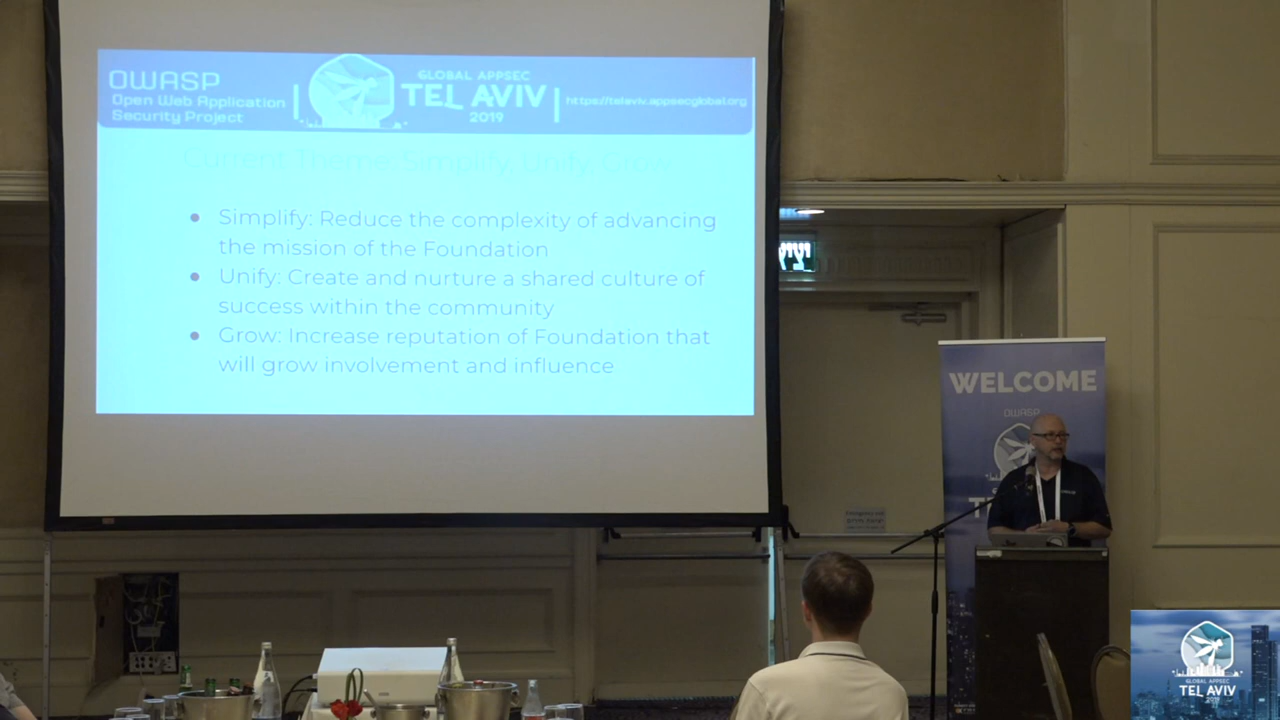 OWASP
Open Web Application
Security Project
GLOBAL APPSEC
TEL AVIV
2019
https://telaviv.appsecglobal.org
Current Theme: Simplify, Unify, Grow
• Simplify: Reduce the complexity of advancing
the mission of the Foundation
• Unify: Create and nurture a shared culture of
success within the community
• Grow: Increase reputation of Foundation that
will grow involvement and influence
WELCOME
OWASP
GLOBAL APPSEC
TEL AVIV
2019